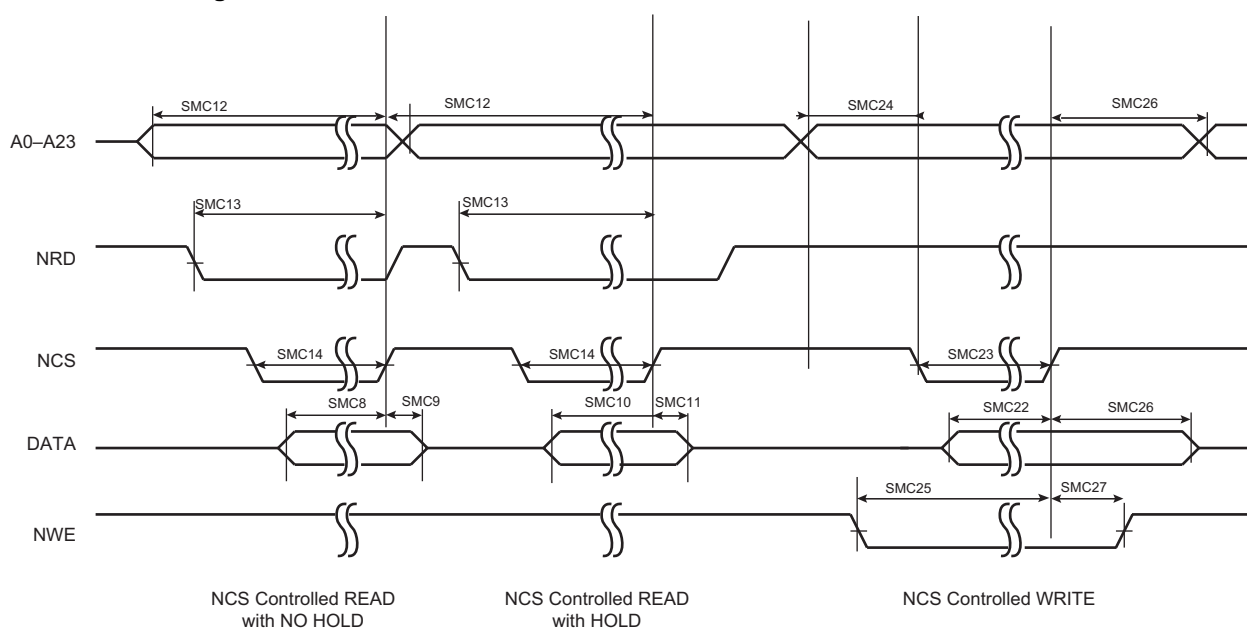 SMC12
SMC12
SMC24
SMC26
A0–A23
SMC13
SMC13
NRD
SMC14
SMC14
SMC23
NCS
SMC8
SMC9
SMC10
SMC11
SMC22
SMC26
DATA
SMC25
SMC27
NWE
NCS Controlled READ
with NO HOLD
NCS Controlled READ
with HOLD
NCS Controlled WRITE